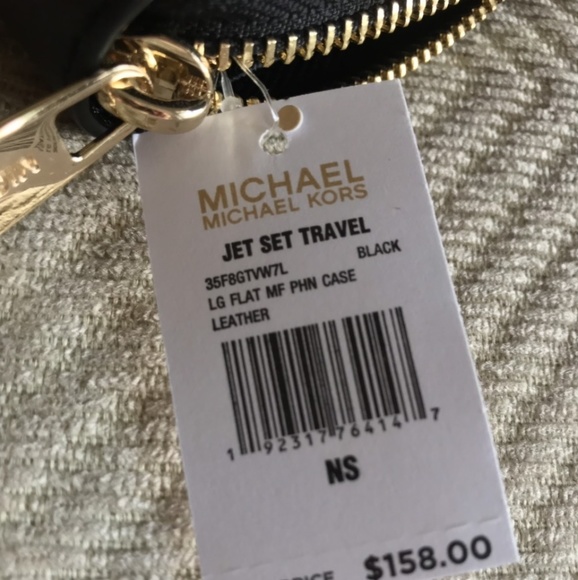 MICHAEL
MICHAEL KORS
JET SET TRAVEL
35F8GTVW7L BLACK
LG FLAT MF PHN CASE
LEATHER
1 92317 76414 7
NS
PRICE $158.00